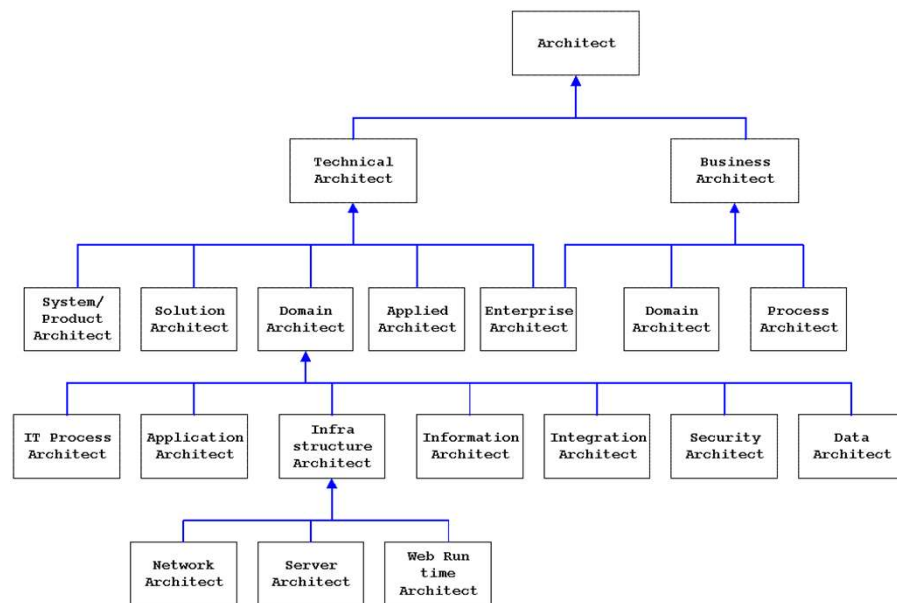 Architect
Technical
Architect
Business
Architect
System/
Product
Architect
Solution
Architect
Domain
Architect
Applied
Architect
Enterprise
Architect
Domain
Architect
Process
Architect
IT Process
Architect
Application
Architect
Infra
structure
Architect
Information
Architect
Integration
Architect
Security
Architect
Data
Architect
Network
Architect
Server
Architect
Web Run
time
Architect